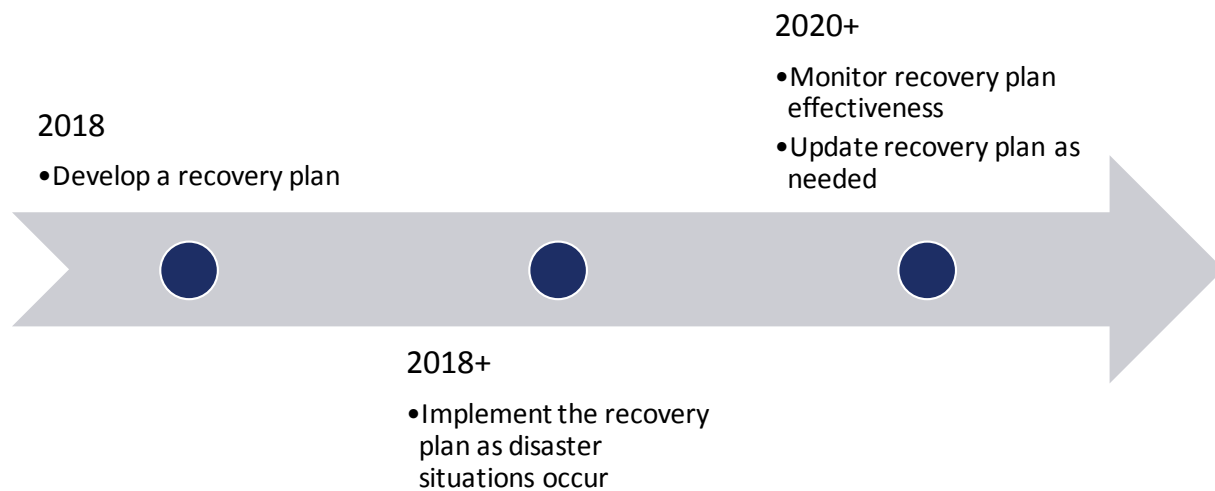 2018
•Develop a recovery plan
2018+
•Implement the recovery
plan as disaster
situations occur
2020+
•Monitor recovery plan
effectiveness
•Update recovery plan as
needed